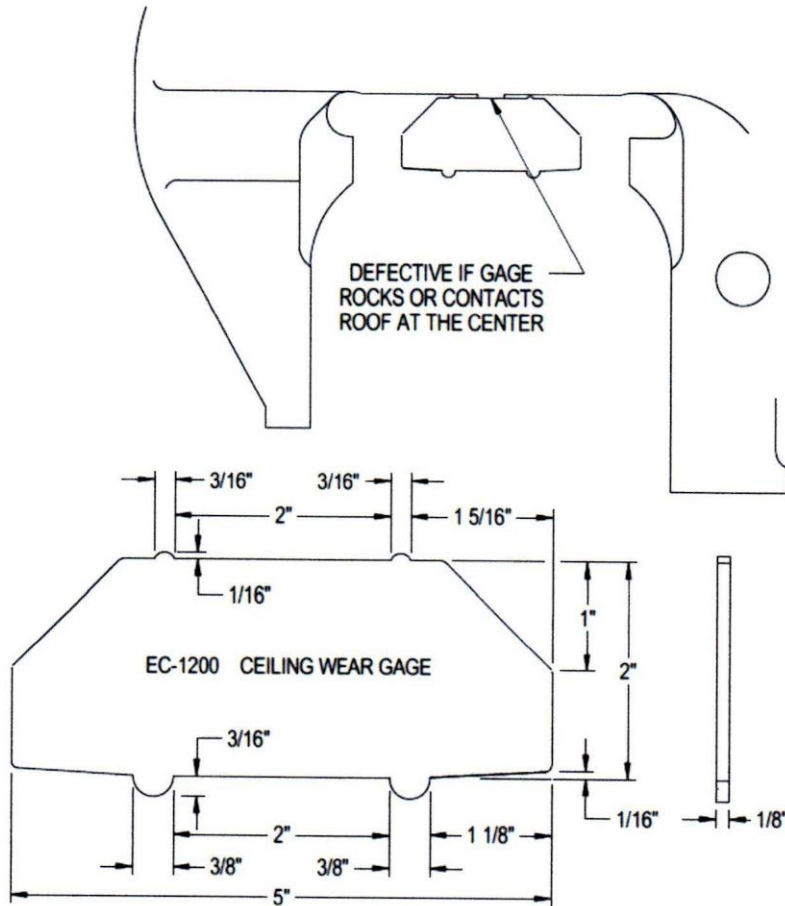 DEFECTIVE IF GAGE
ROCKS OR CONTACTS
ROOF AT THE CENTER
3/16" 3/16"
2" 1 5/16"
1/16"
1"
EC-1200 CEILING WEAR GAGE 2"
3/16"
1/16" 1/8"
2" 1 1/8"
3/8" 3/8"
5"